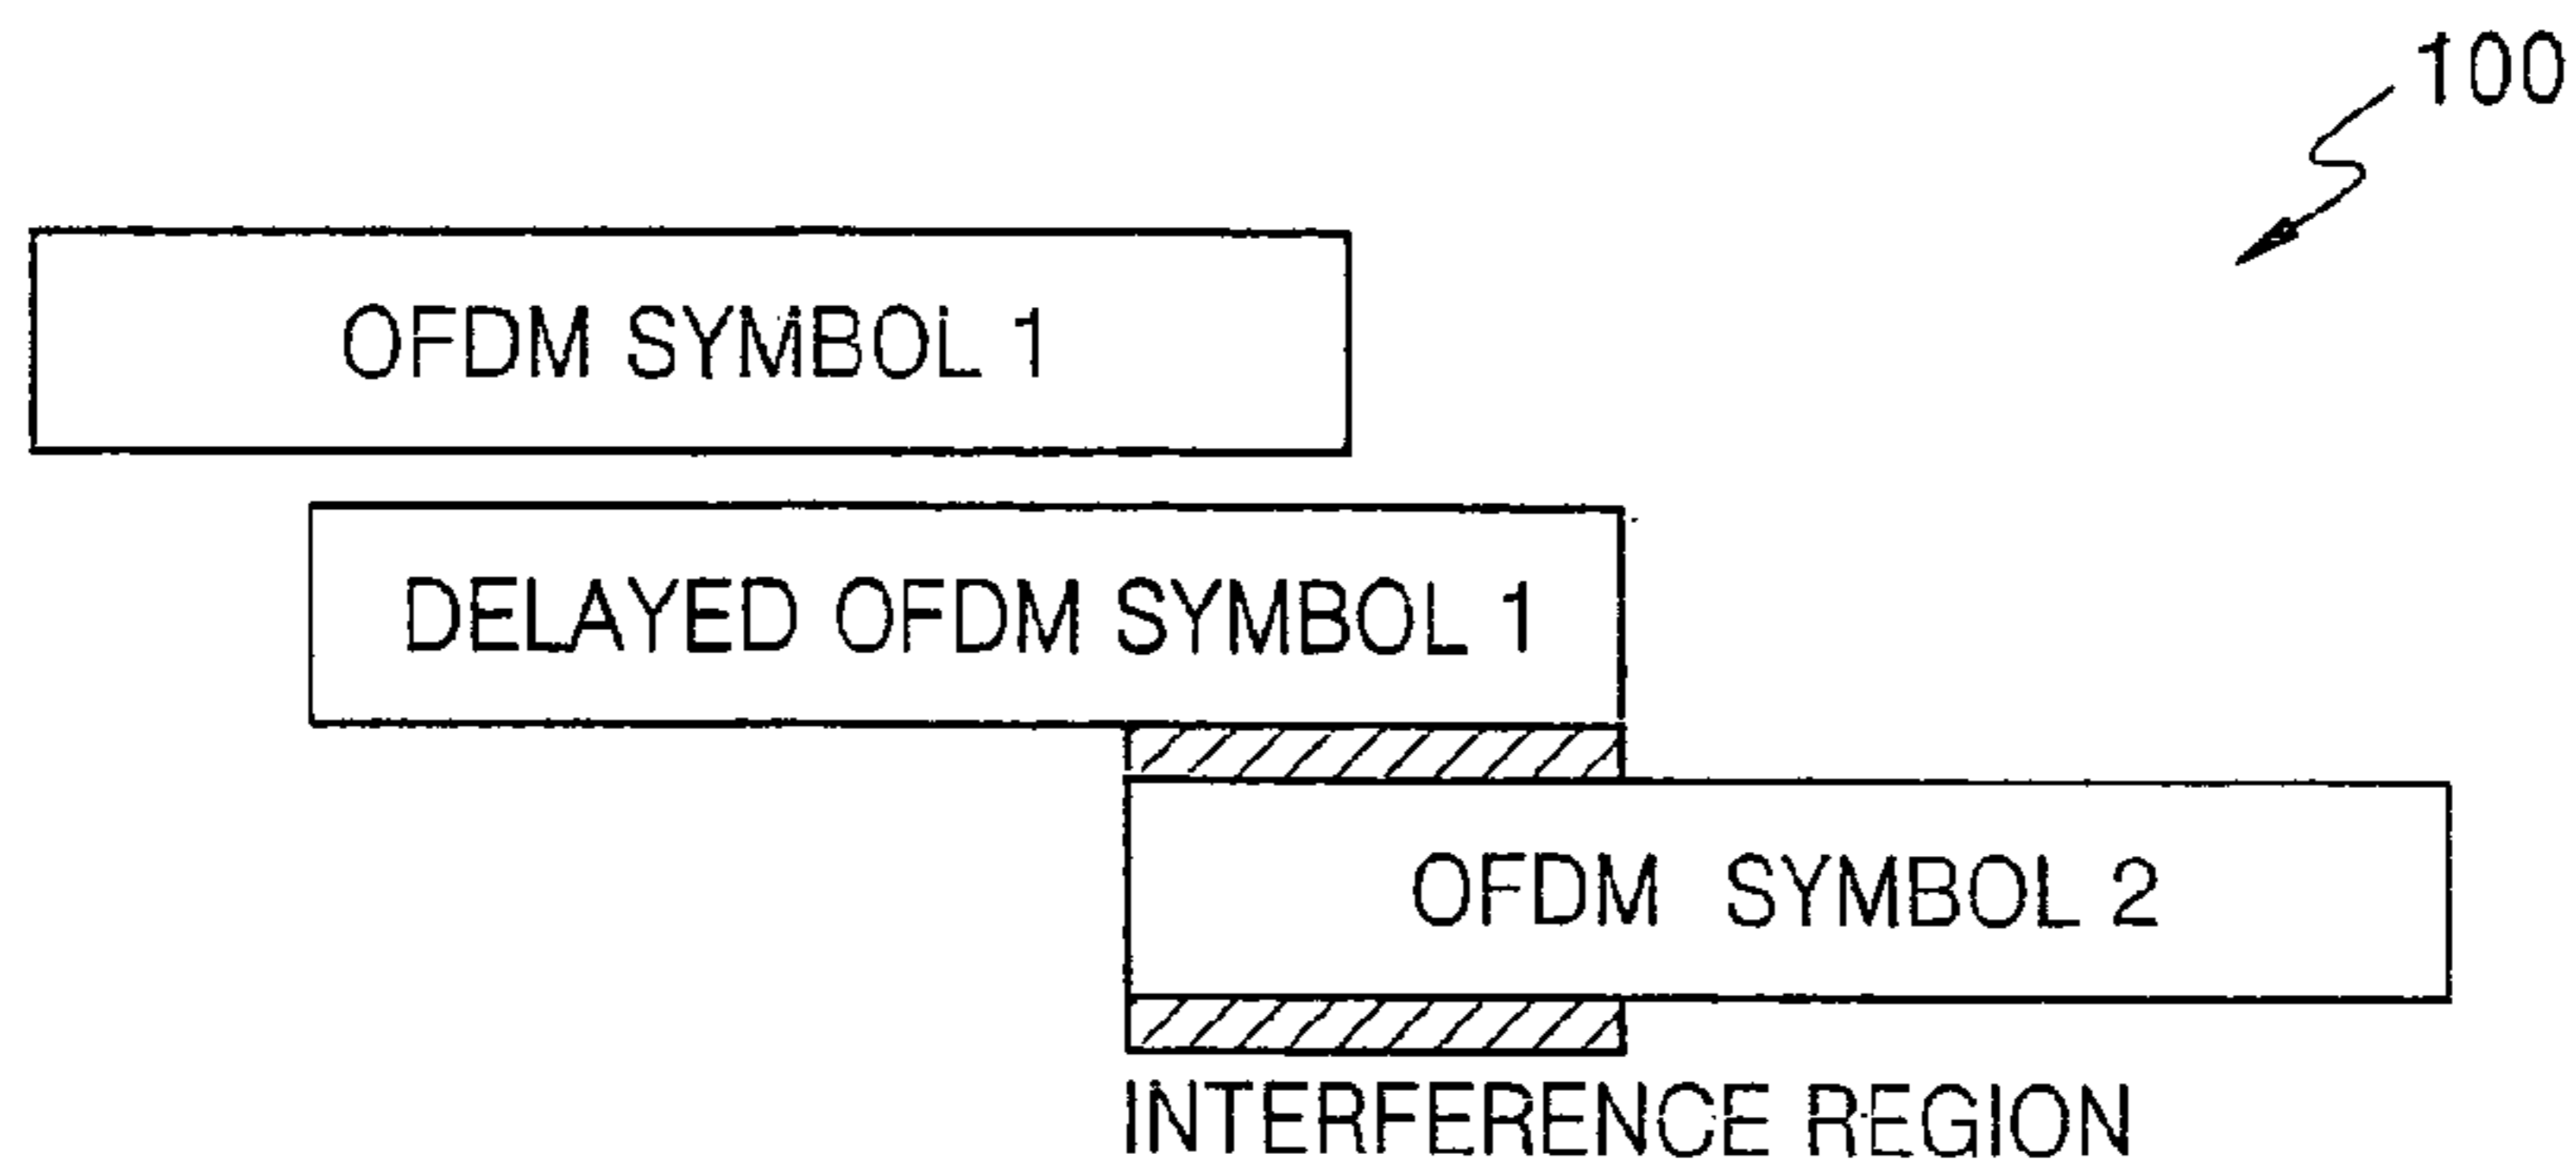 100
OFDM SYMBOL 1
DELAYED OFDM SYMBOL 1
OFDM SYMBOL 2
INTERFERENCE REGION